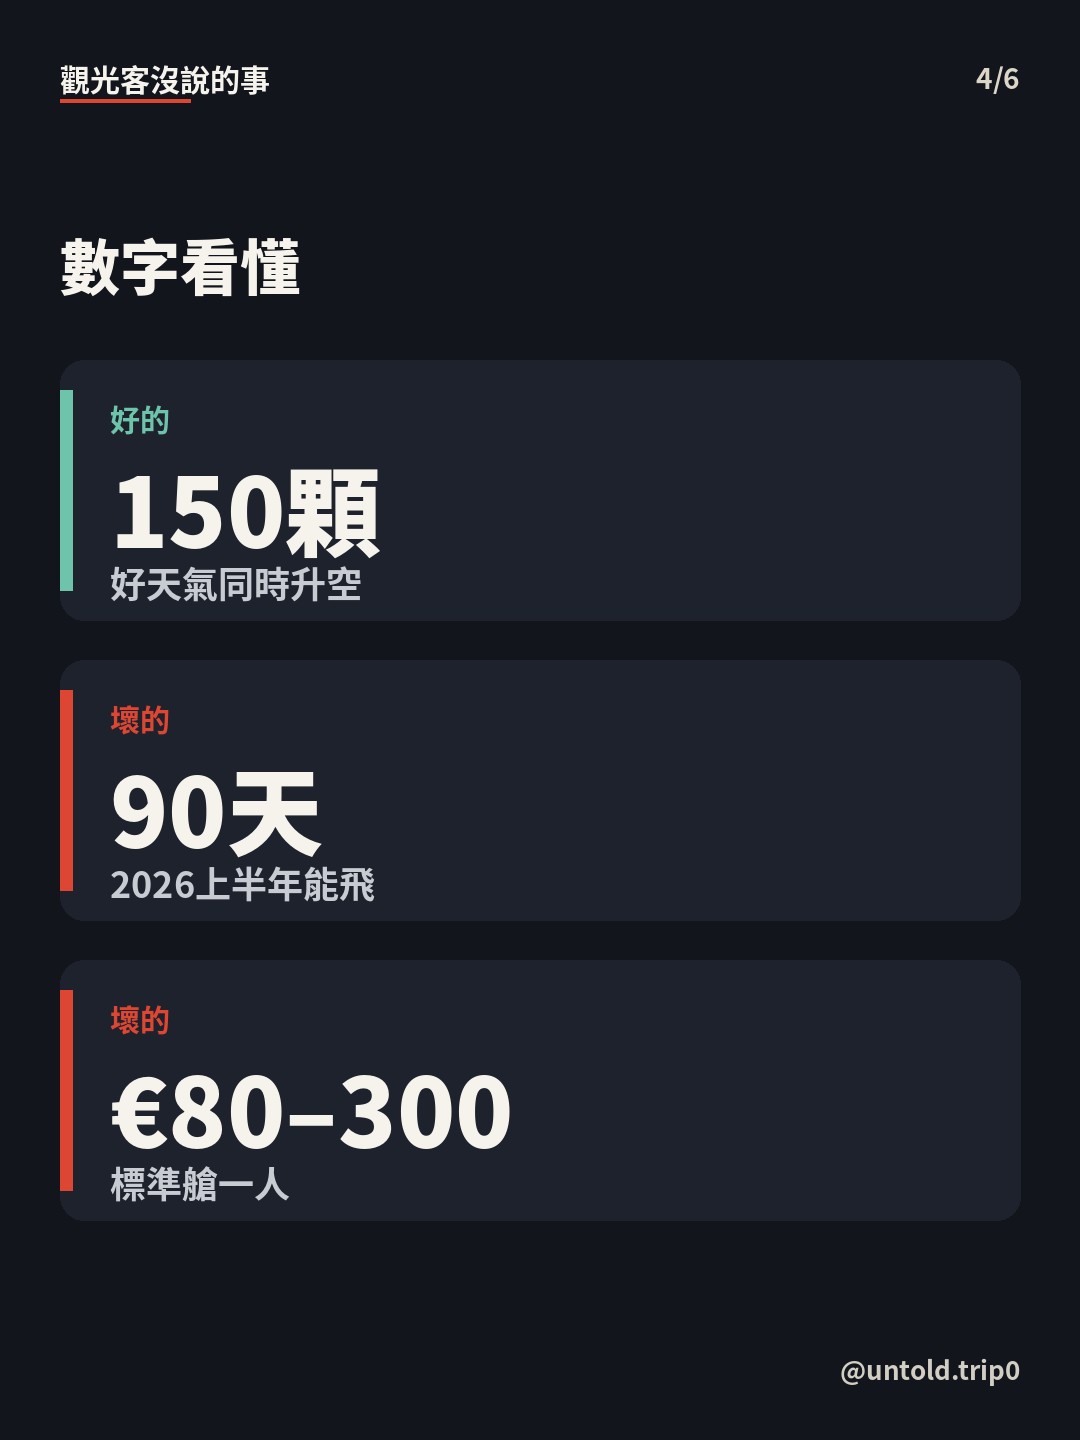 觀光客沒說的事
4/6
數字看懂
好的
150顆
好天氣同時升空
壞的
90天
2026上半年能飛
壞的
€80–300
標準艙一人
@untold.trip0